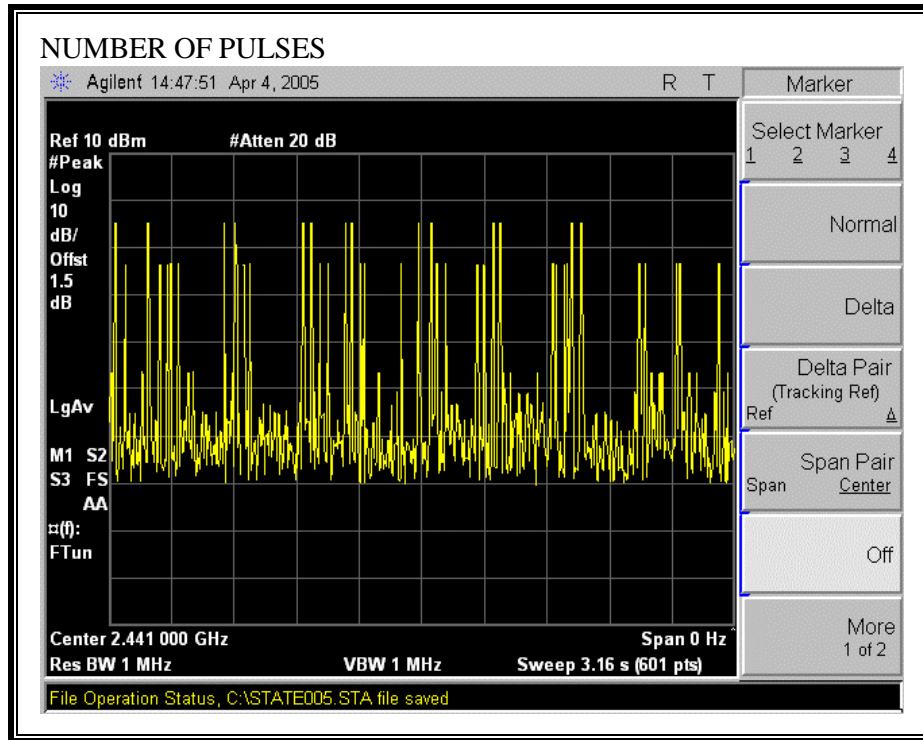 NUMBER OF PULSES
Agilent 14:47:51 Apr 4, 2005 R T
Marker
Ref 10 dBm #Atten 20 dB
#Peak
Log
10
dB/
Offst
1.5
dB
LgAv
M1 S2
S3 FS
AA
¤(f):
FTun
Center 2.441 000 GHz Span 0 Hz^
Res BW 1 MHz VBW 1 MHz Sweep 3.16 s (601 pts)
Select Marker
1 2 3 4
Normal
Delta
Delta Pair
(Tracking Ref)
Ref Δ
Span Pair
Span Center
Off
More
1 of 2
File Operation Status, C:\STATE005.STA file saved